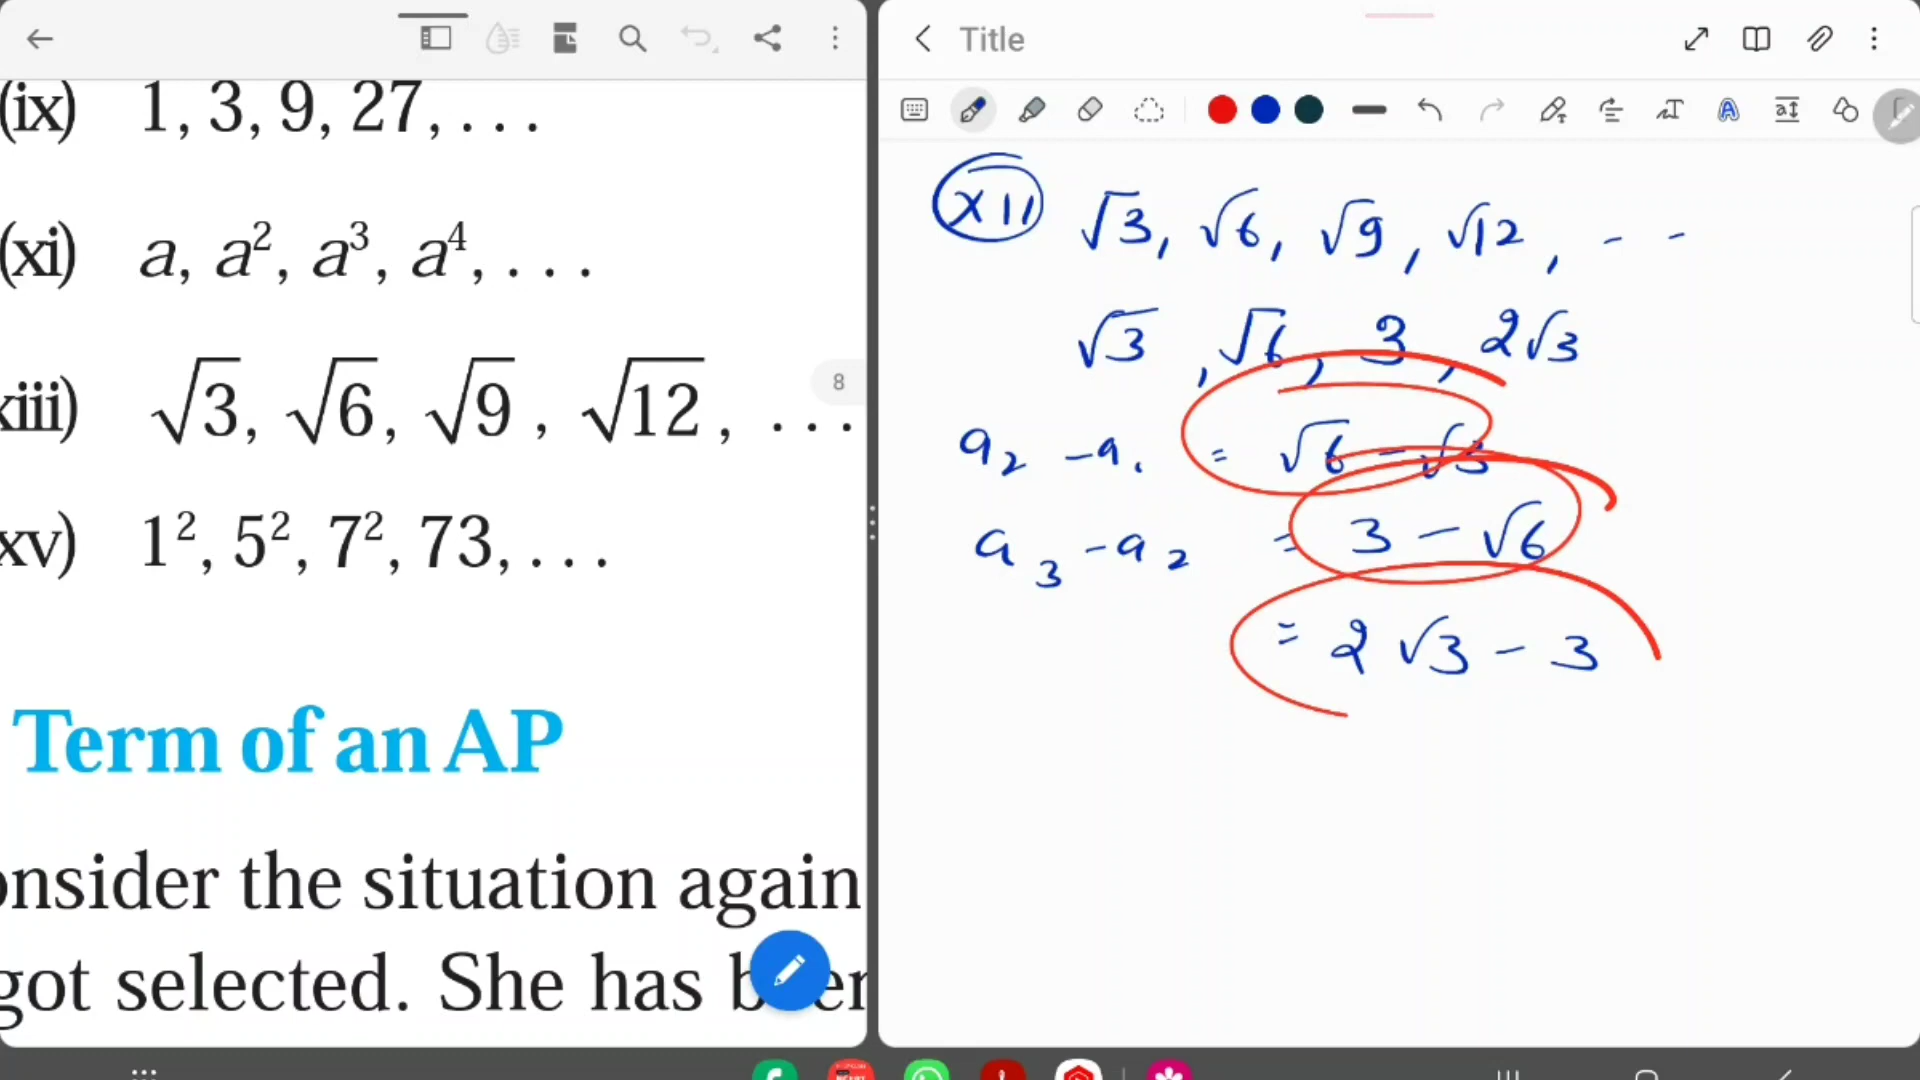 (ix) 1, 3, 9, 27, . . .
(xi) a, a², a³, a⁴, . . .
xiii) √3, √6, √9 , √12 , . . .
xv) 1², 5², 7², 73, . . .
Term of an AP
onsider the situation again
got selected. She has b er
8
Title
XII √3, √6, √9, √12, - -
√3 , √6, 3, 2√3
a₂ - a₁ = √6 - √3
a₃ - a₂ = 3 - √6
= 2√3 - 3